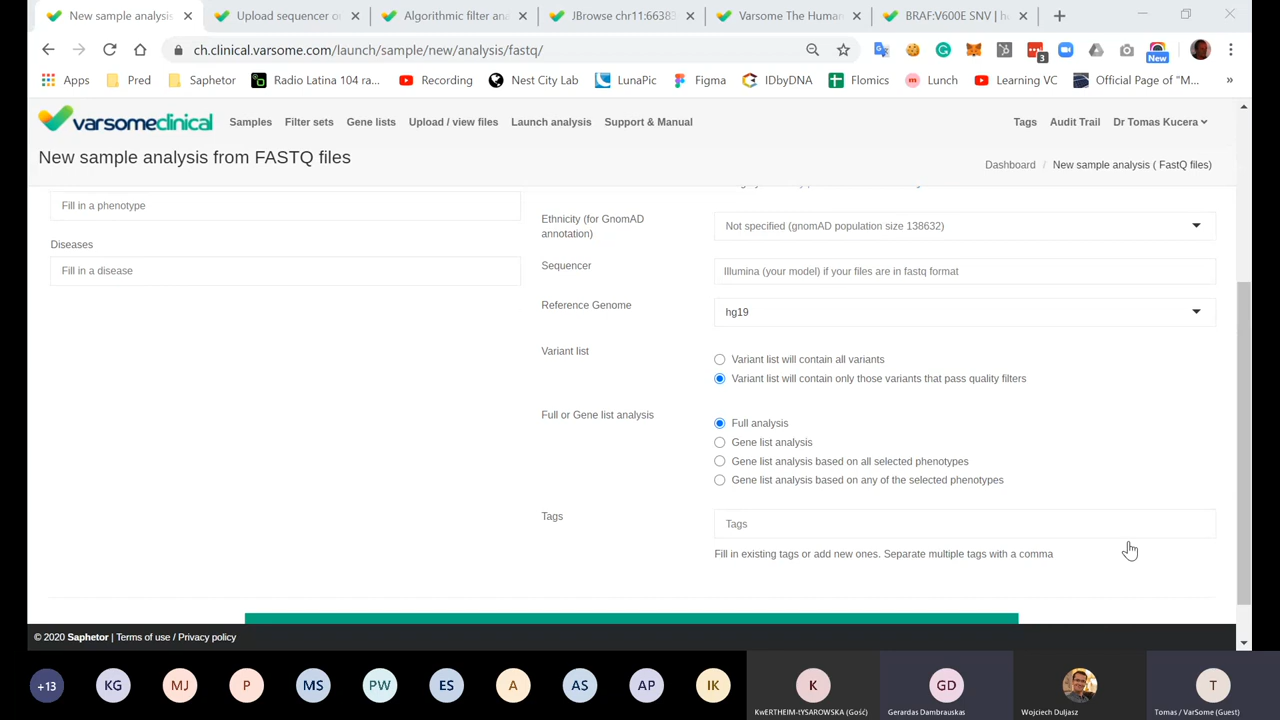 New sample analysis
Upload sequencer o
Algorithmic filter ana
JBrowse chr11:66383
Varsome The Human
BRAF:V600E SNV | h
ch.clinical.varsome.com/launch/sample/new/analysis/fastq/
3
New
Apps
Pred
Saphetor
Radio Latina 104 ra...
Recording
Nest City Lab
LunaPic
Figma
IDbyDNA
Flomics
Lunch
Learning VC
Official Page of "M...
»
varsomeclinical
Samples
Filter sets
Gene lists
Upload / view files
Launch analysis
Support & Manual
Tags
Audit Trail
Dr Tomas Kucera
New sample analysis from FASTQ files
Dashboard / New sample analysis ( FastQ files)
Fill in a phenotype
Diseases
Fill in a disease
Ethnicity (for GnomAD
annotation)
Not specified (gnomAD population size 138632)
Sequencer
Illumina (your model) if your files are in fastq format
Reference Genome
hg19
Variant list
Variant list will contain all variants
Variant list will contain only those variants that pass quality filters
Full or Gene list analysis
Full analysis
Gene list analysis
Gene list analysis based on all selected phenotypes
Gene list analysis based on any of the selected phenotypes
Tags
Tags
Fill in existing tags or add new ones. Separate multiple tags with a comma
© 2020 Saphetor | Terms of use / Privacy policy
+13
KG
MJ
P
MS
PW
ES
A
AS
AP
IK
K
GD
T
KwERTHEIM-tYSAROWSKA (Gość)
Gerardas Dambrauskas
Wojciech Duljasz
Tomas / VarSome (Guest)